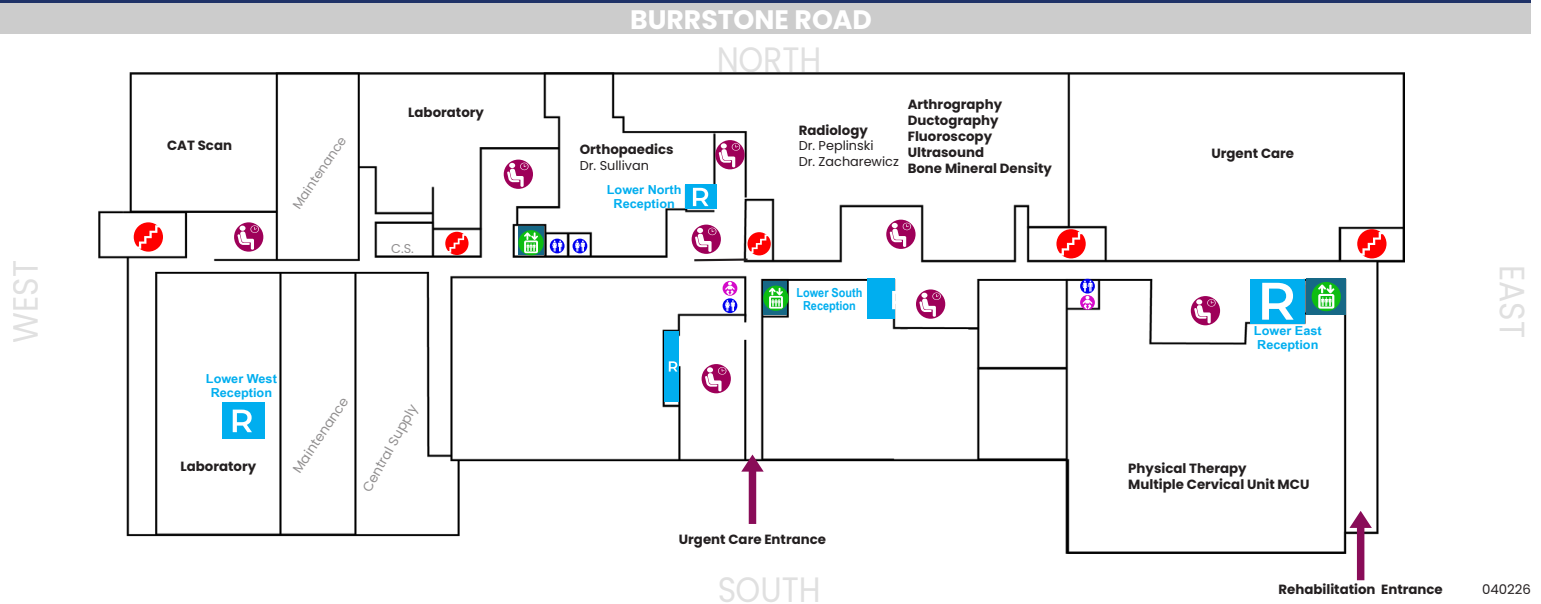 BURRSTONE ROAD
NORTH
CAT Scan
Maintenance
Laboratory
C.S.
Orthopaedics
Dr. Sullivan
Lower North
Reception
R
Radiology
Dr. Peplinski
Dr. Zacharewicz
Arthrography
Ductography
Fluoroscopy
Ultrasound
Bone Mineral Density
Urgent Care
WEST
EAST
Lower West
Reception
R
Laboratory
Maintenance
Central Supply
R
Lower South
Reception
R
Lower East
Reception
Physical Therapy
Multiple Cervical Unit MCU
Urgent Care Entrance
SOUTH
Rehabilitation Entrance
040226